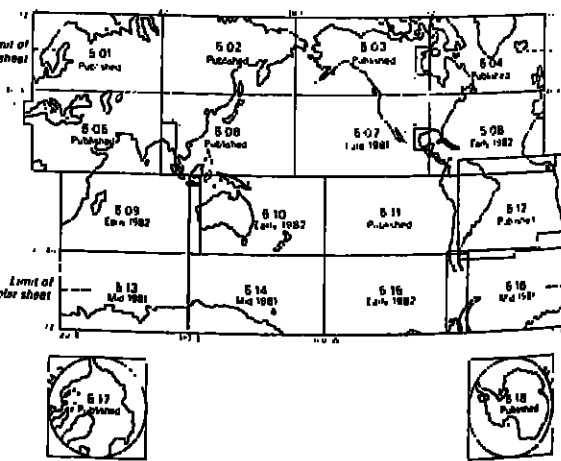 5 01
Published
5 02
Published
5 03
Published
5 04
Published
Limit of
sheet
Published
5 06
Published
5 07
Late 1981
5 08
Early 1982
5 09
Early 1982
5 10
Early 1982
5 11
Published
5 12
Published
Limit of
polar sheet
5 13
Mid 1981
5 14
Mid 1981
5 15
Early 1982
5 16
Mid 1981
5 17
Published
5 18
Published